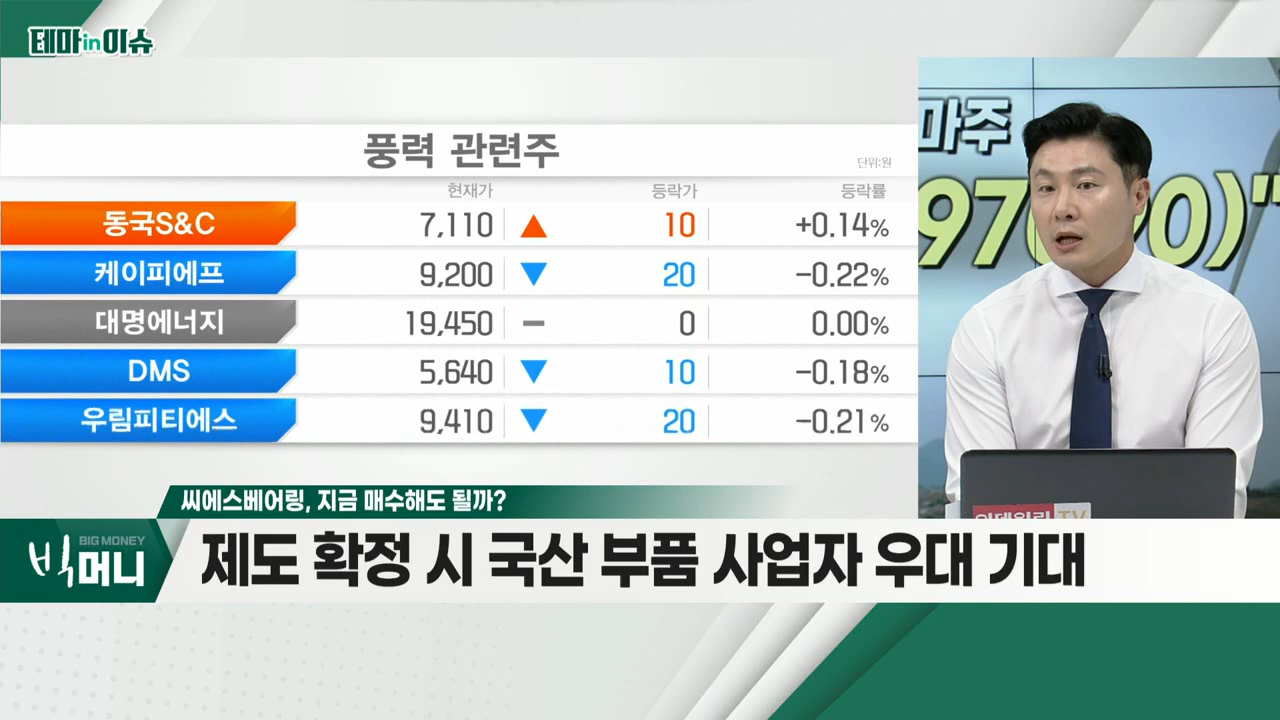 테마in이슈
풍력 관련주
단위:원
현재가 등락가 등락률
동국S&C 7,110 ▲ 10 +0.14%
케이피에프 9,200 ▼ 20 -0.22%
대명에너지 19,450 - 0 0.00%
DMS 5,640 ▼ 10 -0.18%
우림피티에스 9,410 ▼ 20 -0.21%
마주
TV
씨에스베어링, 지금 매수해도 될까?
BIG MONEY
빅머니
제도 확정 시 국산 부품 사업자 우대 기대